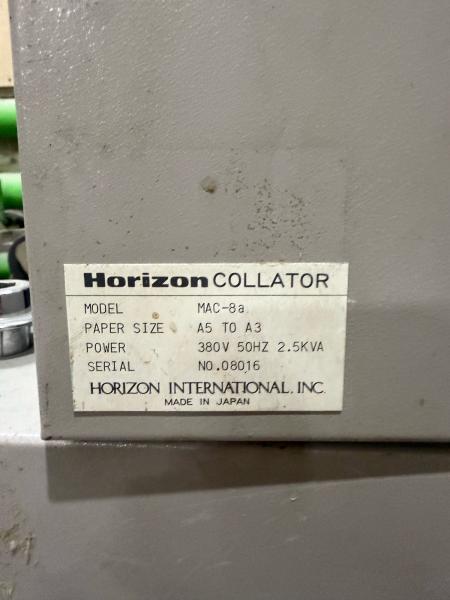 Horizon COLLATOR
MODEL MAC-8a
PAPER SIZE A5 TO A3
POWER 380V 50HZ 2.5KVA
SERIAL NO.08016
HORIZON INTERNATIONAL. INC.
MADE IN JAPAN